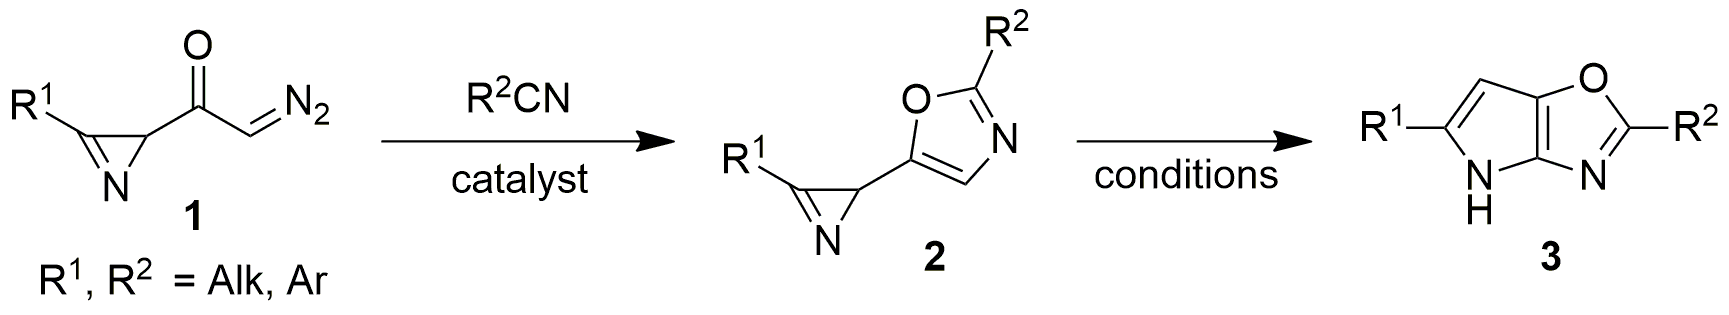 R¹
O
N₂
N
1
R¹, R² = Alk, Ar
R²CN
catalyst
R²
O
N
R¹
N
2
conditions
R¹
O
R²
N
H
N
3